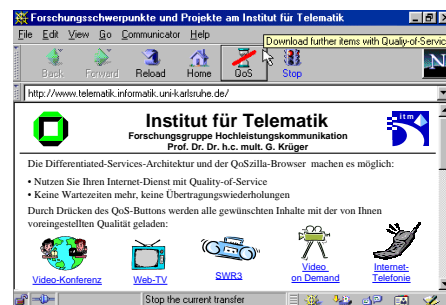 Forschungsschwerpunkte und Projekte am Institut für Telematik
File Edit View Go Communicator Help
Download further items with Qualiy-of-Servic
Back Forward Reload Home QoS Stop
N
http://www.telematik.informatik.uni-karlsruhe.de/
Institut für Telematik
Forschungsgruppe Hochleistungskommunikation
Prof. Dr. Dr. h.c. mult. G. Krüger
itm
Die Differentiated-Services-Architektur und der QoSzilla-Browser machen es möglich:
• Nutzen Sie Ihren Internet-Dienst mit Quality-of-Service
• Keine Wartezeiten mehr, keine Übertragungswiederholungen
Durch Drücken des QoS-Buttons werden alle gewünschten Inhalte mit der von Ihnen
voreingestellten Qualität geladen:
Video-Konferenz
Web-TV
SWR3
Video
on Demand
Internet-
Telefonie
Stop the current transfer